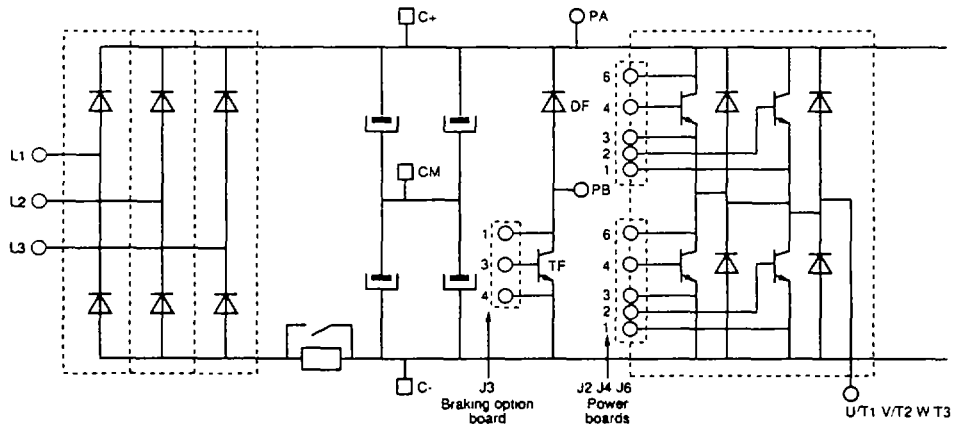 C+
PA
6
4
DF
3
2
1
L1
CM
PB
L2
1
6
L3
3
TF
4
4
3
2
1
C-
J3
Braking option
board
J2 J4 J6
Power
boards
U/T1 V/T2 W T3